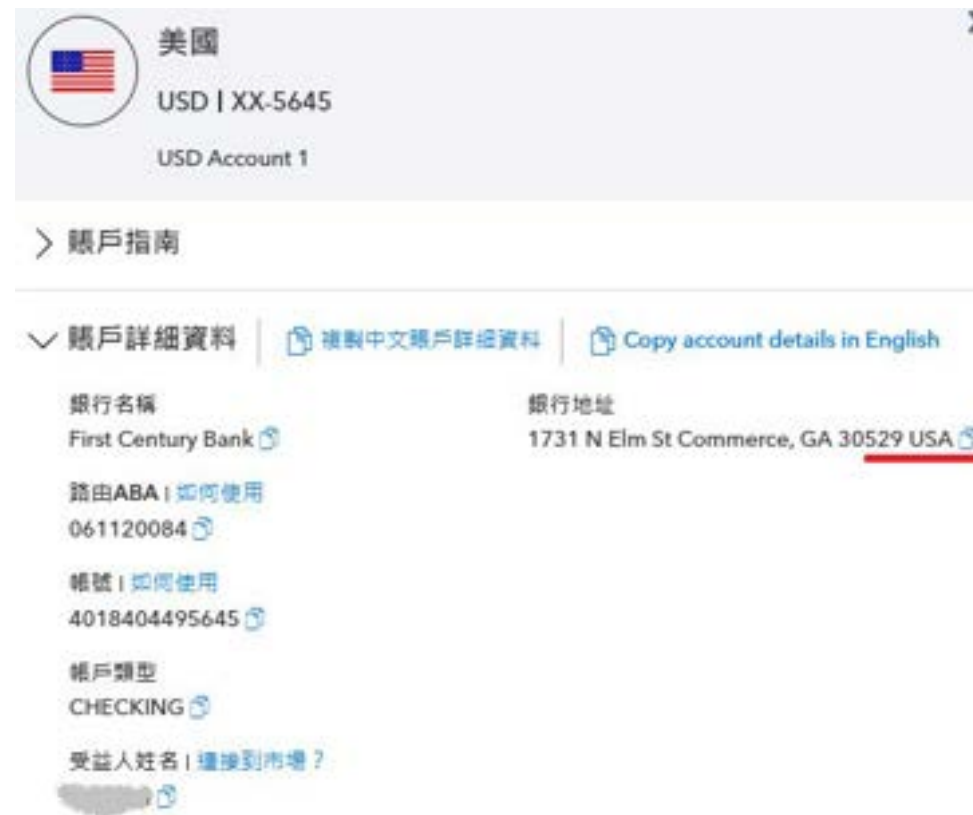 美國
USD | XX-5645
USD Account 1
賬戶指南
賬戶詳細資料
複製中文賬戶詳細資料
Copy account details in English
銀行名稱
First Century Bank
銀行地址
1731 N Elm St Commerce, GA 30529 USA
路由ABA | 如何使用
061120084
帳號 | 如何使用
4018404495645
帳戶類型
CHECKING
受益人姓名 | 連接到市場？